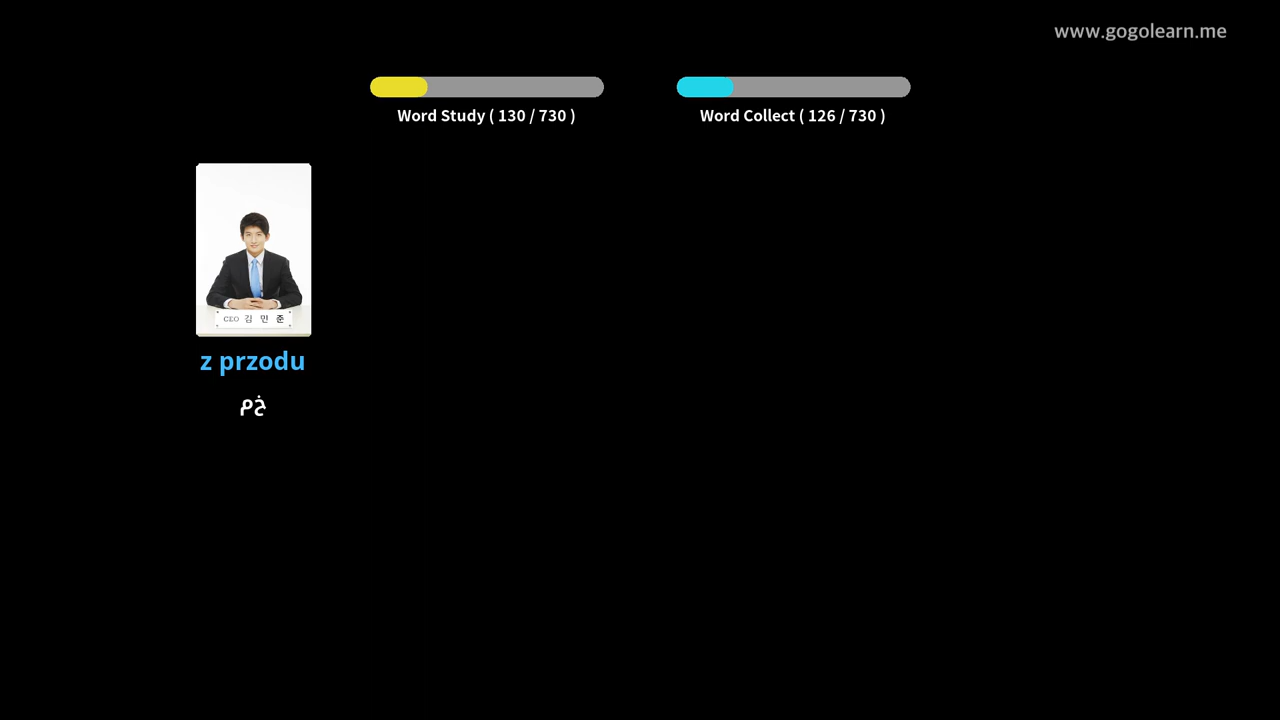 www.gogolearn.me
Word Study ( 130 / 730 )
Word Collect ( 126 / 730 )
CEO 김 민 준
z przodu